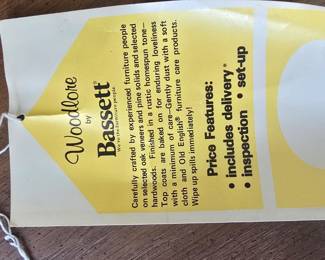 Woodlore
by
Bassett®
We're the furniture people.
Carefully crafted by experienced furniture people
on selected oak veneers and pine solids and selected
hardwoods. Finished in a rustic homespun tone—
Top coats are baked on for enduring loveliness
with a minimum of care—Gently dust with a soft
cloth and Old English® furniture care products.
Wipe up spills immediately!
Price Features:
• includes delivery*
• inspection • set-up